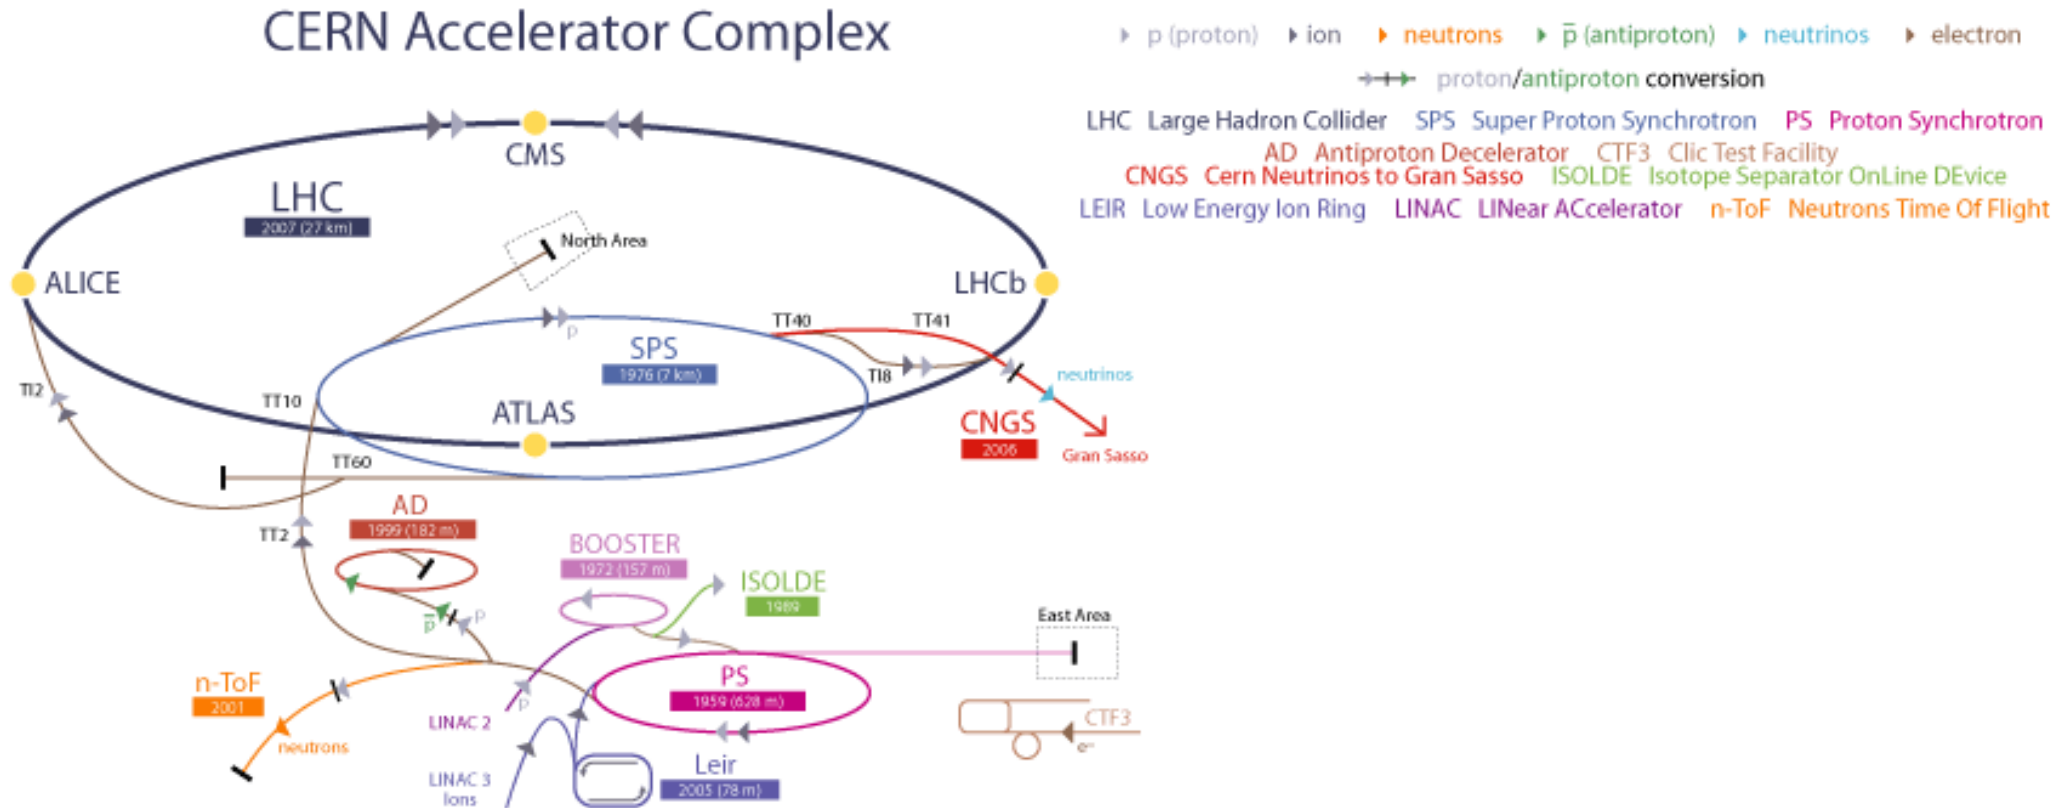 CERN Accelerator Complex
p (proton) ion neutrons p̅ (antiproton) neutrinos electron
proton/antiproton conversion
LHC Large Hadron Collider SPS Super Proton Synchrotron PS Proton Synchrotron
AD Antiproton Decelerator CTF3 Clic Test Facility
CNGS Cern Neutrinos to Gran Sasso ISOLDE Isotope Separator OnLine DEvice
LEIR Low Energy Ion Ring LINAC LINear ACcelerator n-ToF Neutrons Time Of Flight
CMS
LHC
2007 (27 km)
North Area
ALICE
LHCb
TT40
TT41
p
SPS
1976 (7 km)
TI8
neutrinos
TI2
TT10
ATLAS
CNGS
2006
Gran Sasso
TT60
AD
1999 (182 m)
TT2
BOOSTER
1972 (157 m)
ISOLDE
1989
p̅
p
East Area
n-ToF
2001
neutrons
PS
1959 (628 m)
p
LINAC 2
CTF3
e⁻
LINAC 3
Ions
Leir
2005 (78 m)